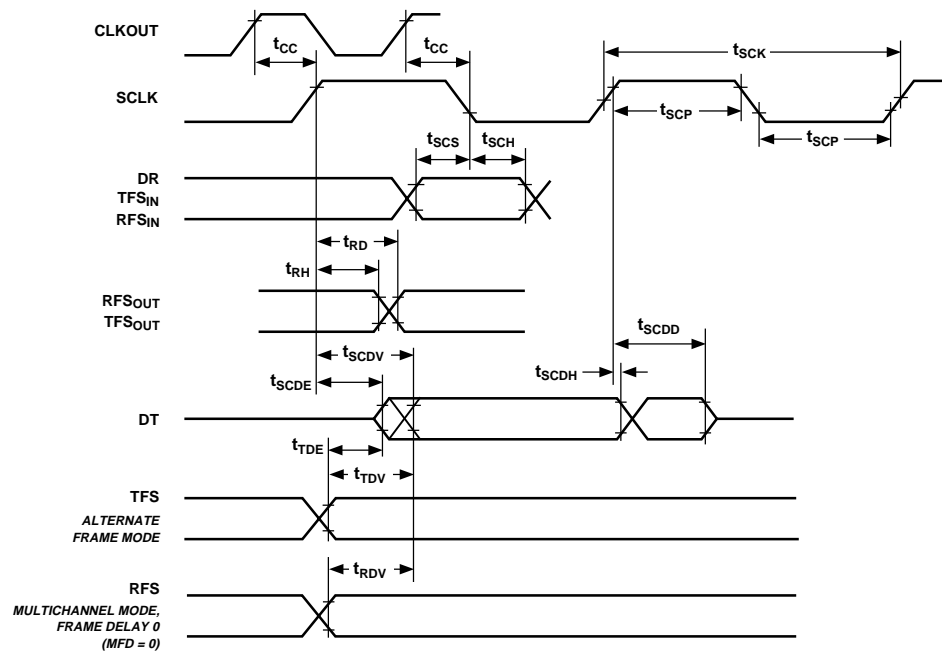 CLKOUT
tCC
tCC
tSCK
SCLK
tSCP
tSCP
tSCS
tSCH
DR
TFSIN
RFSIN
tRD
tRH
RFSOUT
TFSOUT
tSCDV
tSCDD
tSCDE
tSCDH
DT
tTDE
tTDV
TFS
ALTERNATE
FRAME MODE
tRDV
RFS
MULTICHANNEL MODE,
FRAME DELAY 0
(MFD = 0)